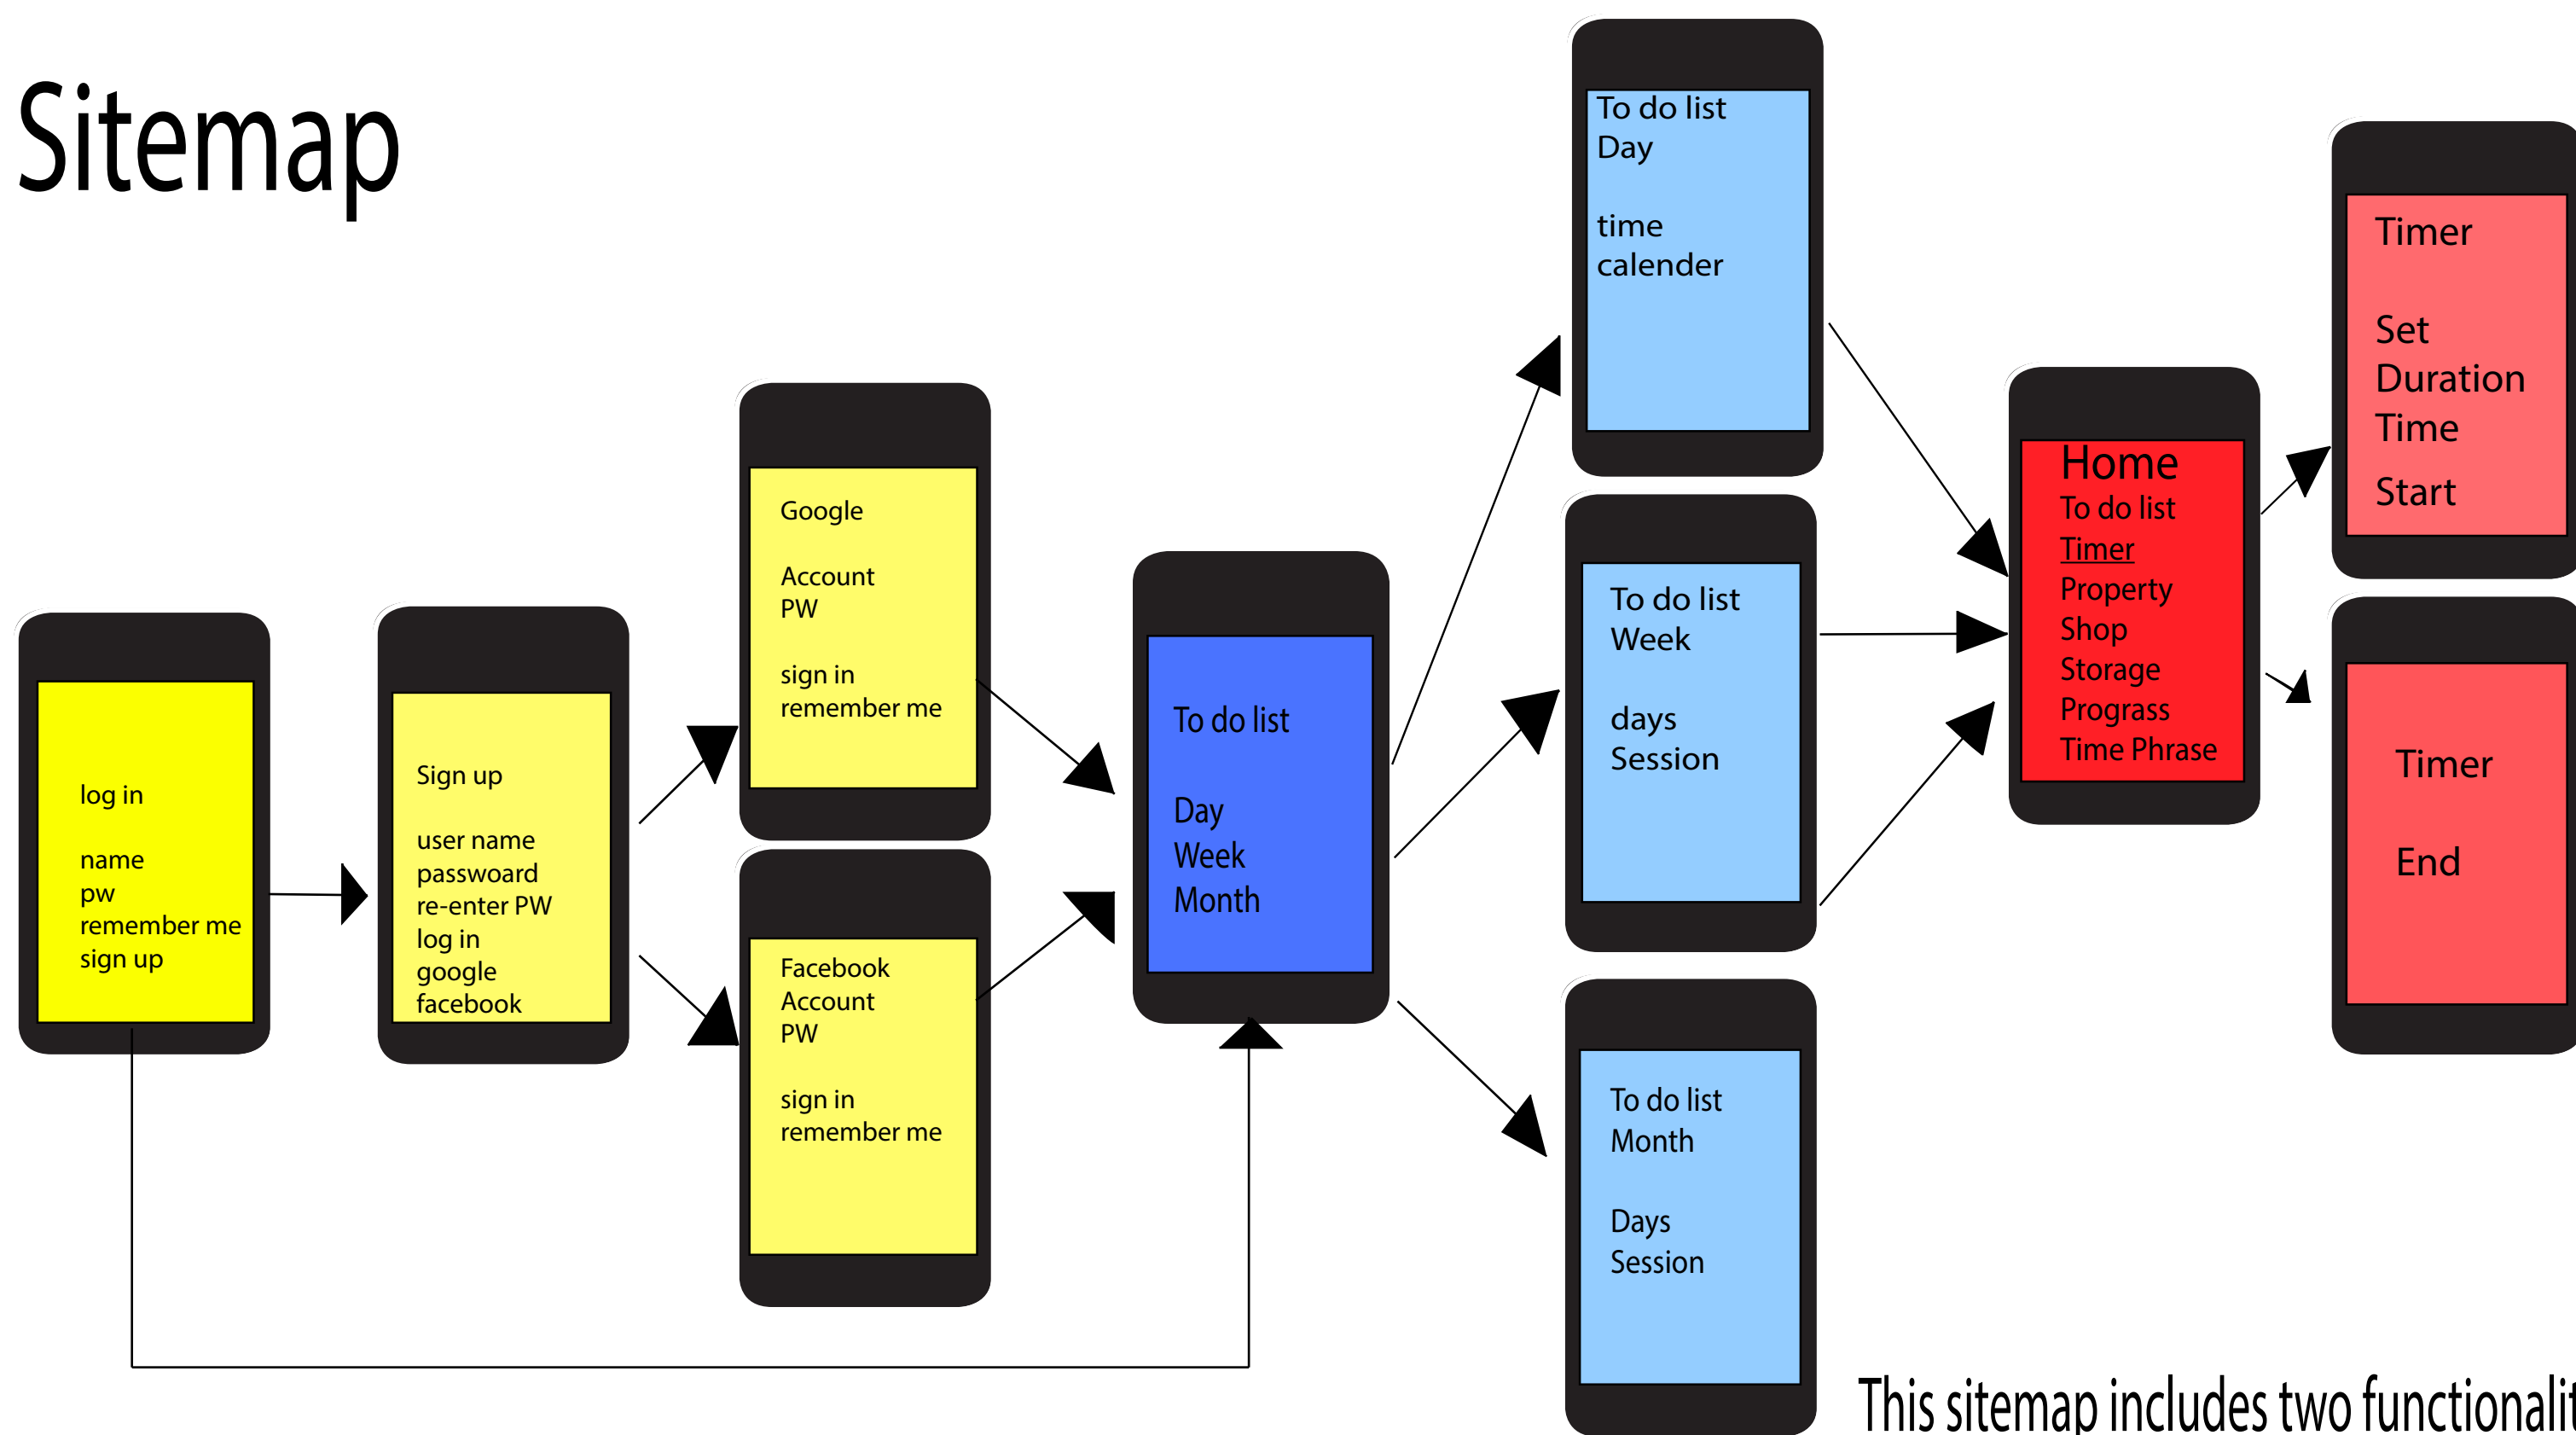 Sitemap
log in
name
pw
remember me
sign up
Sign up
user name
passwoard
re-enter PW
log in
google
facebook
Google
Account
PW
sign in
remember me
Facebook
Account
PW
sign in
remember me
To do list
Day
Week
Month
To do list
Day
time
calender
To do list
Week
days
Session
To do list
Month
Days
Session
Home
To do list
Timer
Property
Shop
Storage
Prograss
Time Phrase
Timer
Set
Duration
Time
Start
Timer
End
This sitemap includes two